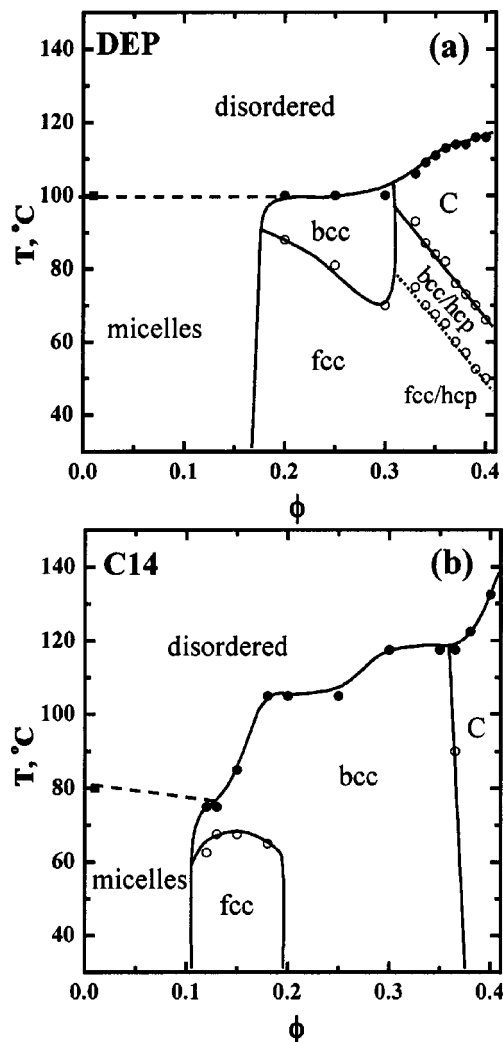 DEP
(a)
disordered
bcc
C
bcc/hcp
micelles
fcc
fcc/hcp
T, °C
140
120
100
80
60
40
0.0 0.1 0.2 0.3 0.4
ϕ
C14
(b)
disordered
C
bcc
micelles
fcc
T, °C
140
120
100
80
60
40
0.0 0.1 0.2 0.3 0.4
ϕ